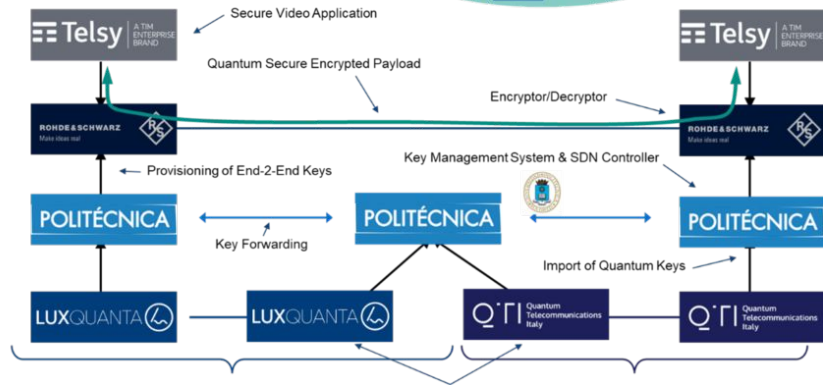 Telsy
A TIM
ENTERPRISE
BRAND
Secure Video Application
Telsy
A TIM
ENTERPRISE
BRAND
Quantum Secure Encrypted Payload
Encryptor/Decryptor
ROHDE&SCHWARZ
Make ideas real
R&S
ROHDE&SCHWARZ
Make ideas real
R&S
Provisioning of End-2-End Keys
Key Management System & SDN Controller
POLITÉCNICA
POLITÉCNICA
POLITÉCNICA
Key Forwarding
Import of Quantum Keys
LUXQUANTA
LUXQUANTA
QTI
Quantum
Telecommunications
Italy
QTI
Quantum
Telecommunications
Italy